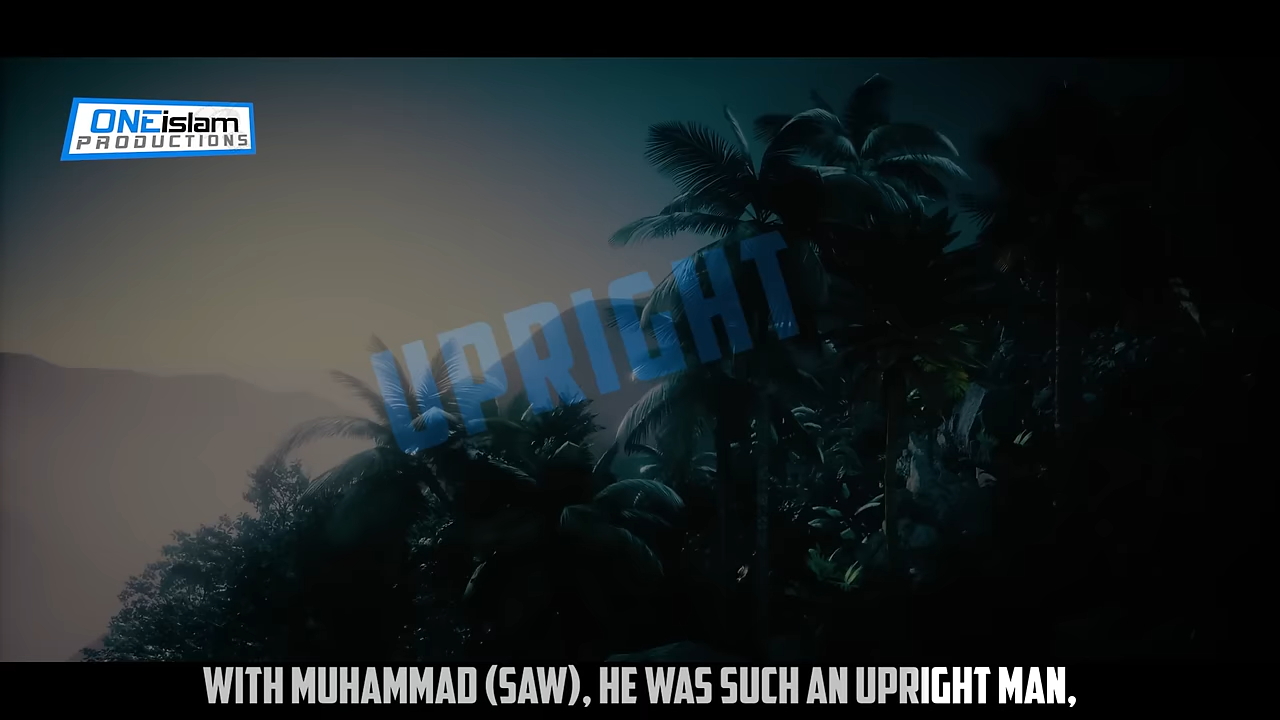 ONEislam
PRODUCTIONS
UPRIGHT
WITH MUHAMMAD (SAW), HE WAS SUCH AN UPRIGHT MAN,